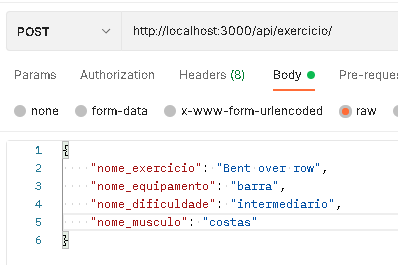 POST http://localhost:3000/api/exercicio/
Params Authorization Headers (8) Body Pre-reques
none form-data x-www-form-urlencoded raw
1 {
2 "nome_exercicio": "Bent over row",
3 "nome_equipamento": "barra",
4 "nome_dificuldade": "intermediario",
5 "nome_musculo": "costas"
6 }